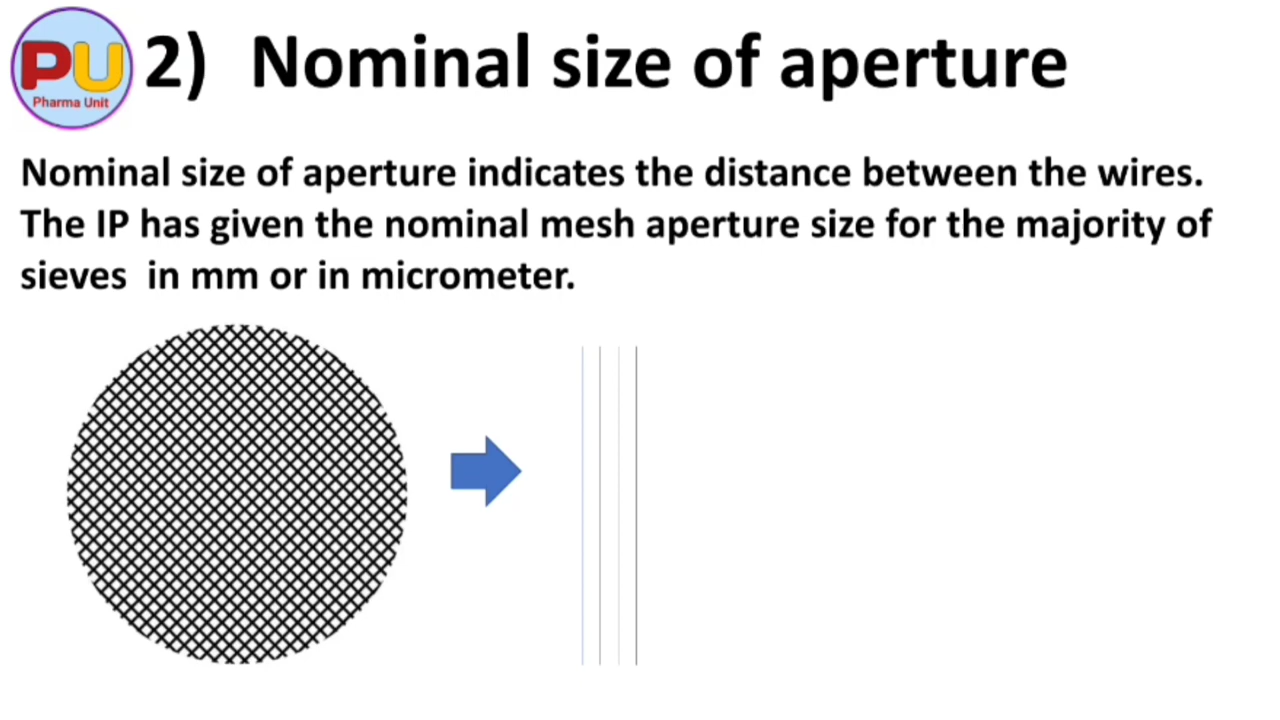 PU
Pharma Unit
2) Nominal size of aperture
Nominal size of aperture indicates the distance between the wires.
The IP has given the nominal mesh aperture size for the majority of
sieves in mm or in micrometer.